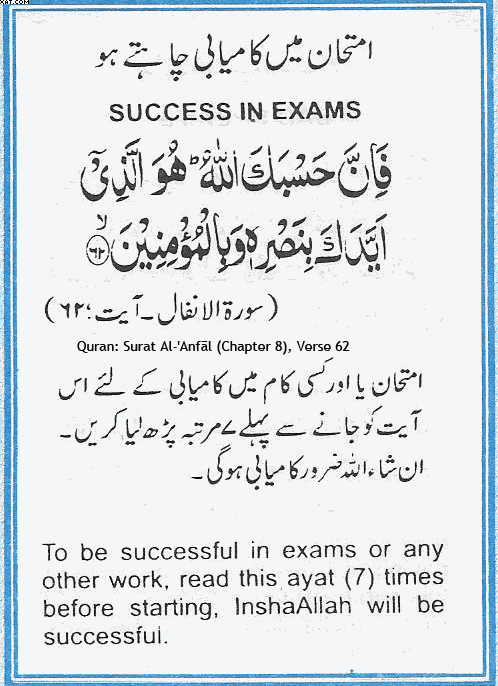 XAT.COM
امتحان میں کامیابی چاہتے ہو
SUCCESS IN EXAMS
فَاِنَّ حَسْبَكَ اللّٰهُ ؕ هُوَ الَّذِیْۤ
اَیَّدَكَ بِنَصْرِهٖ وَبِالْمُؤْمِنِیْنَ ۙ ﴿۶۲﴾
(سورۃ الانفال۔ آیت؛ ۶۲)
Quran: Surat Al-'Anfāl (Chapter 8), Verse 62
امتحان یا اور کسی کام میں کامیابی کے لئے اس
آیت کو جانے سے پہلے ۷ مرتبہ پڑھ لیا کریں۔
ان شاء اللہ ضرور کامیابی ہوگی۔
To be successful in exams or any
other work, read this ayat (7) times
before starting, InshaAllah will be
successful.